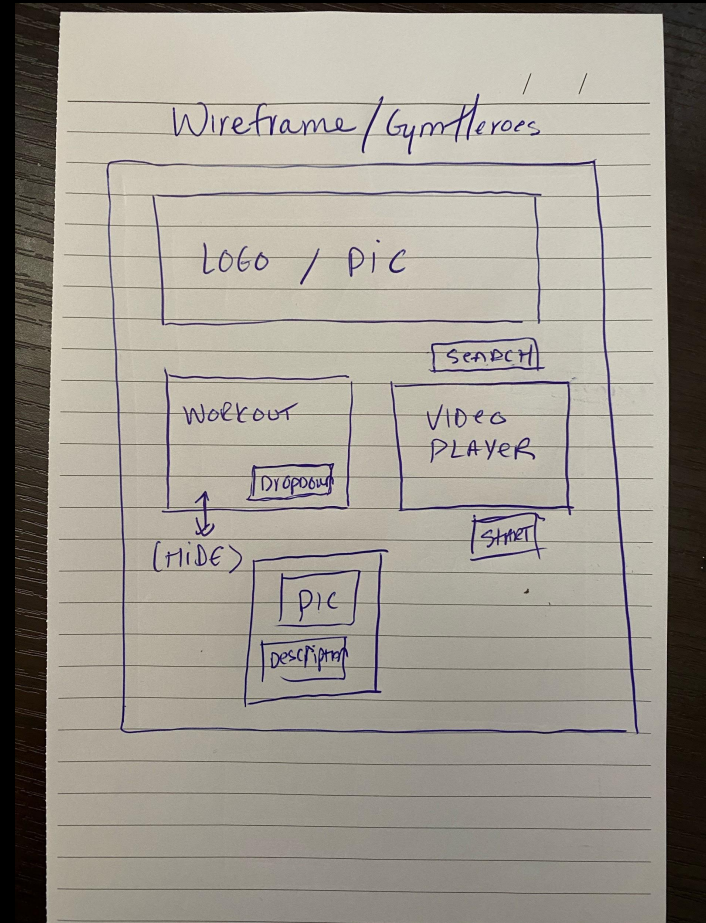 / /
Wireframe/GymHeroes
LOGO / PIC
SEARCH
WORKOUT
Dropdown
VIDEO
PLAYER
START
(HIDE)
PIC
Description